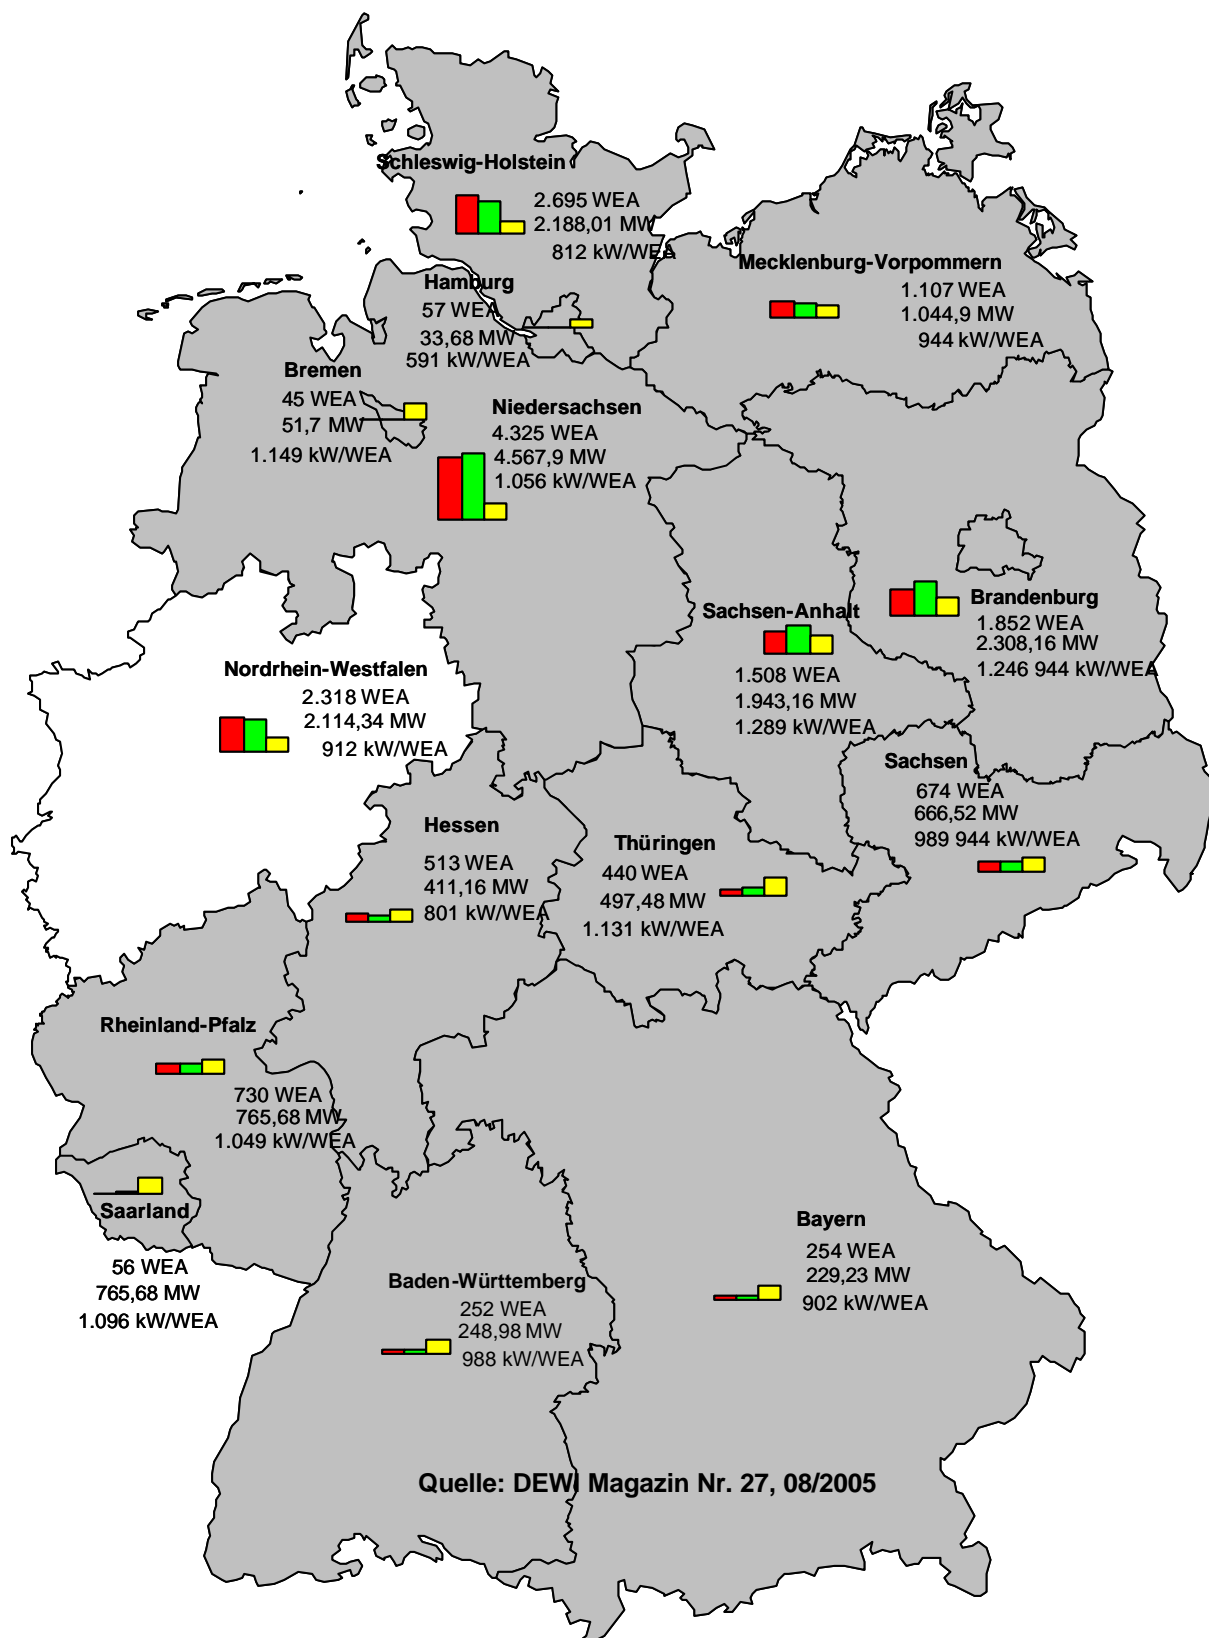 Schleswig-Holstein
2.695 WEA
2.188,01 MW
812 kW/WEA
Mecklenburg-Vorpommern
1.107 WEA
1.044,9 MW
944 kW/WEA
Hamburg
57 WEA
33,68 MW
591 kW/WEA
Bremen
45 WEA
51,7 MW
1.149 kW/WEA
Niedersachsen
4.325 WEA
4.567,9 MW
1.056 kW/WEA
Brandenburg
1.852 WEA
2.308,16 MW
1.246 944 kW/WEA
Sachsen-Anhalt
1.508 WEA
1.943,16 MW
1.289 kW/WEA
Nordrhein-Westfalen
2.318 WEA
2.114,34 MW
912 kW/WEA
Sachsen
674 WEA
666,52 MW
989 944 kW/WEA
Hessen
513 WEA
411,16 MW
801 kW/WEA
Thüringen
440 WEA
497,48 MW
1.131 kW/WEA
Rheinland-Pfalz
730 WEA
765,68 MW
1.049 kW/WEA
Saarland
56 WEA
765,68 MW
1.096 kW/WEA
Bayern
254 WEA
229,23 MW
902 kW/WEA
Baden-Württemberg
252 WEA
248,98 MW
988 kW/WEA
Quelle: DEWI Magazin Nr. 27, 08/2005